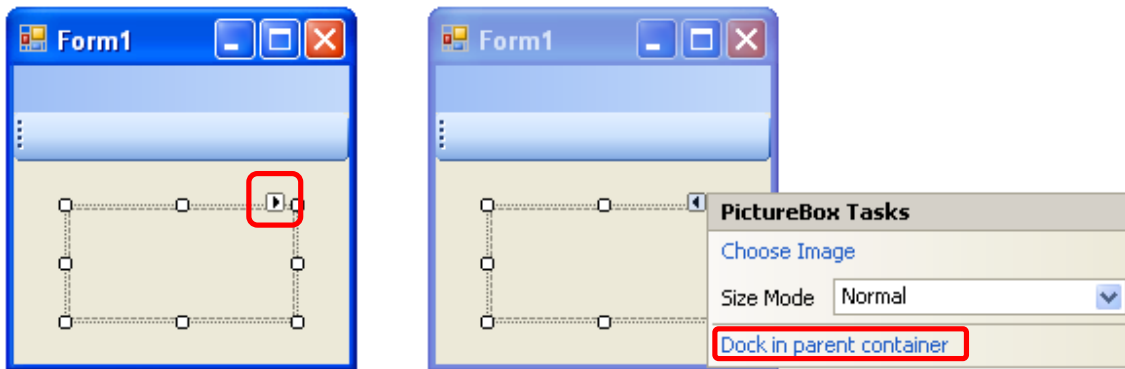 Form1
Form1
PictureBox Tasks
Choose Image
Size Mode Normal
Dock in parent container